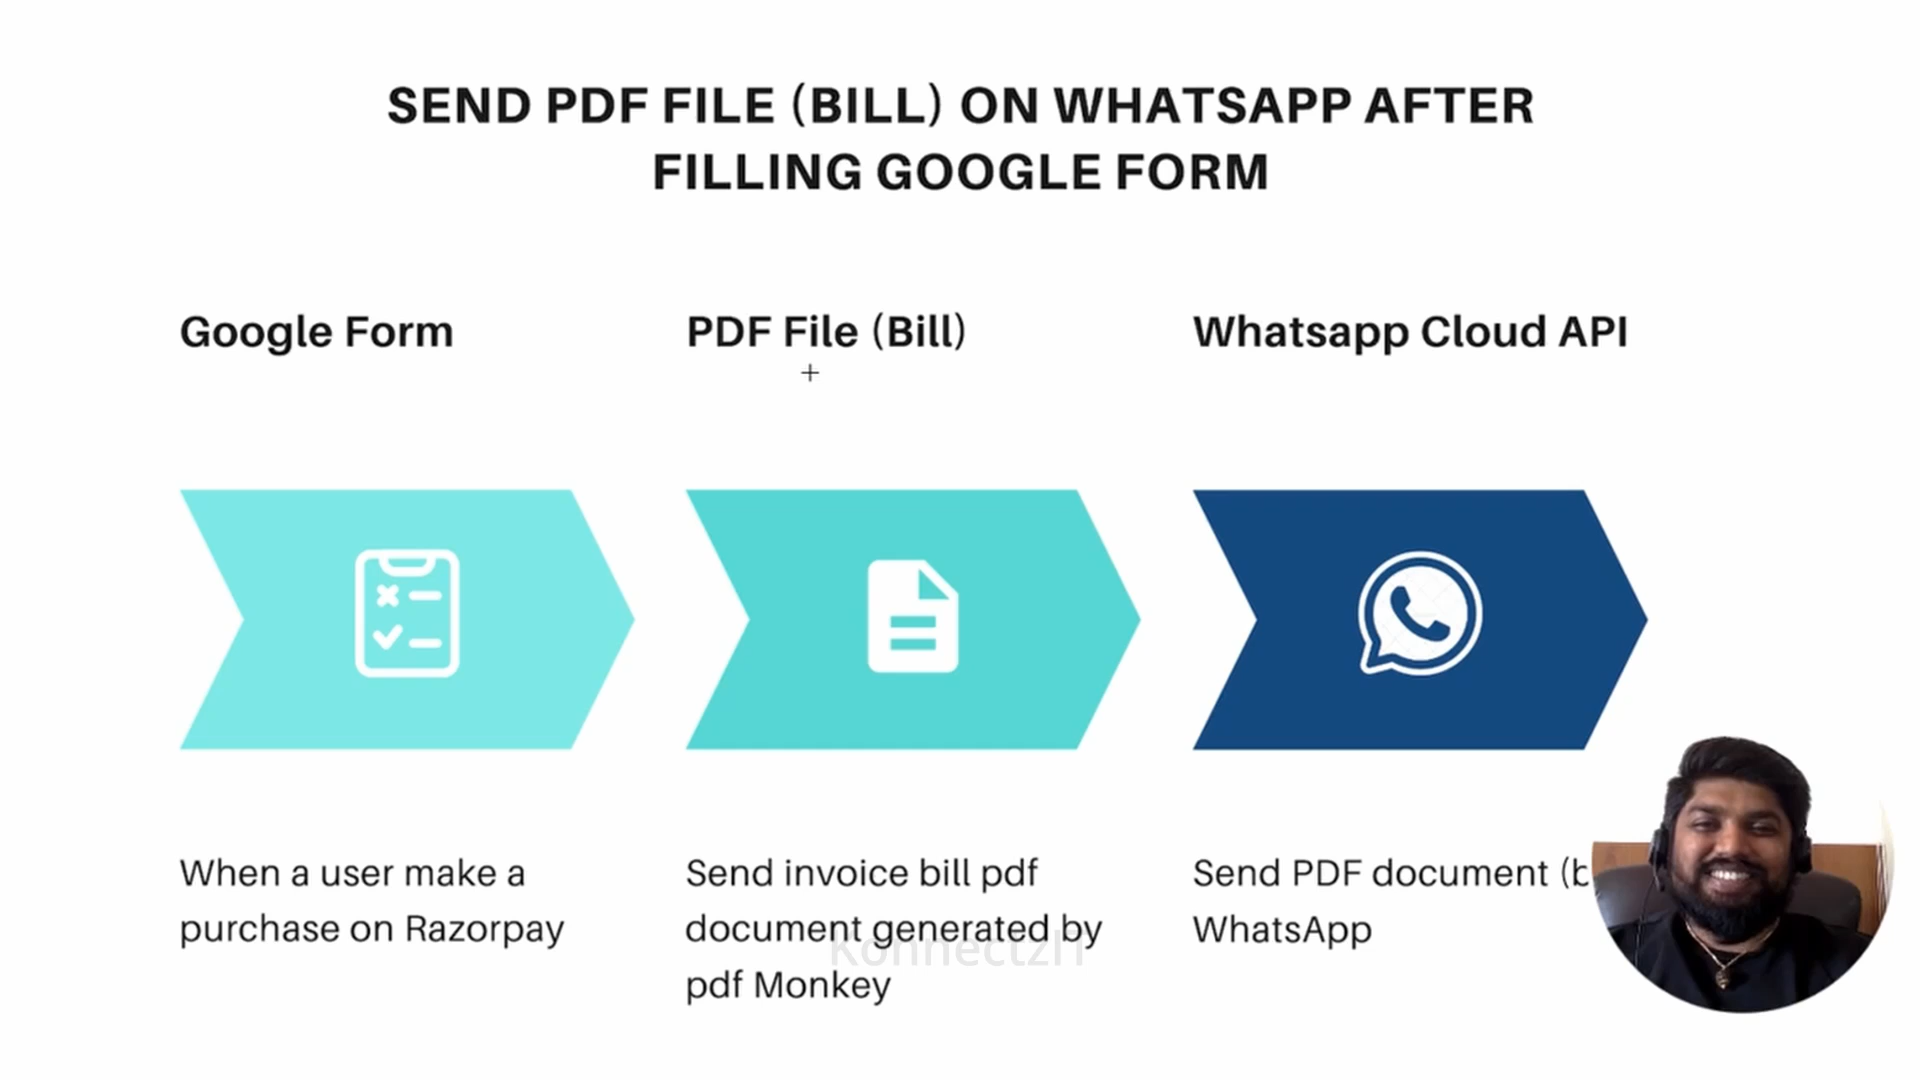 SEND PDF FILE (BILL) ON WHATSAPP AFTER
FILLING GOOGLE FORM
Google Form
PDF File (Bill)
Whatsapp Cloud API
When a user make a
purchase on Razorpay
Send invoice bill pdf
document generated by
pdf Monkey
Send PDF document (b
WhatsApp
KonnectzIT